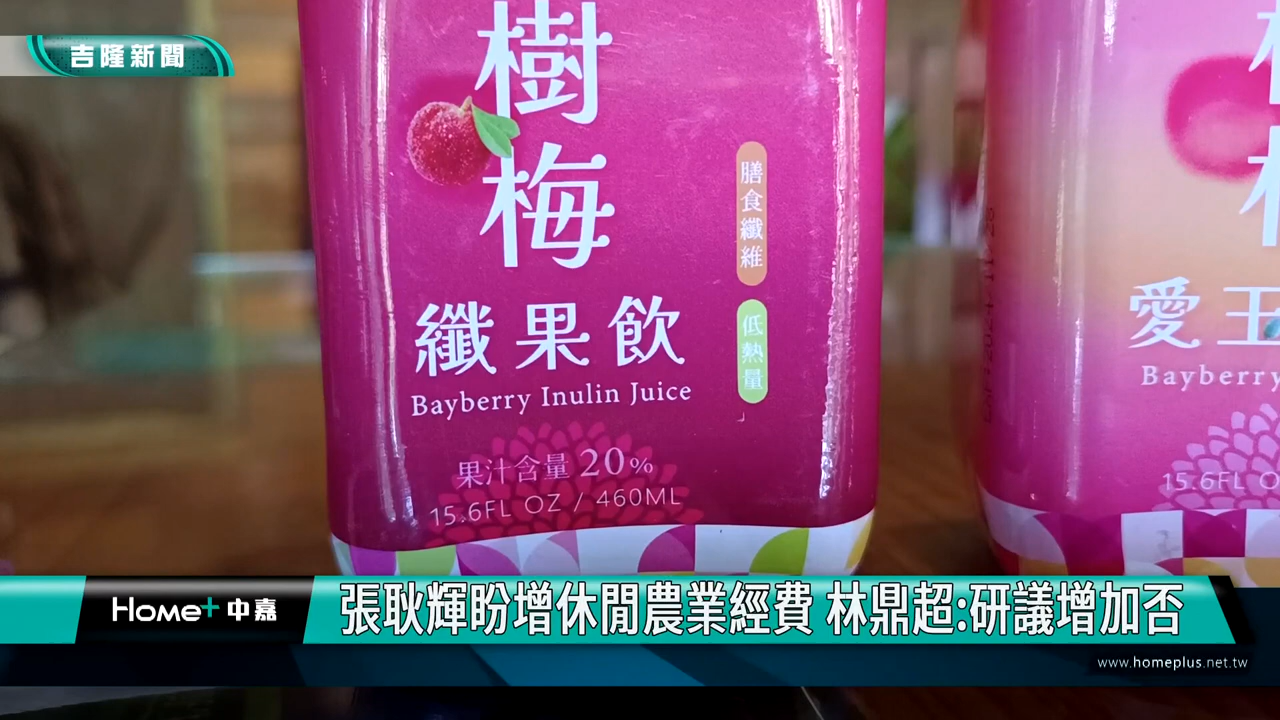 吉隆新聞
樹梅
纖果飲
Bayberry Inulin Juice
果汁含量 20%
15.6FL OZ / 460ML
膳食纖維
低熱量
愛玉
Bayberry
15.6FL O
Home+ 中嘉
張耿輝盼增休閒農業經費 林鼎超:研議增加否
www.homeplus.net.tw